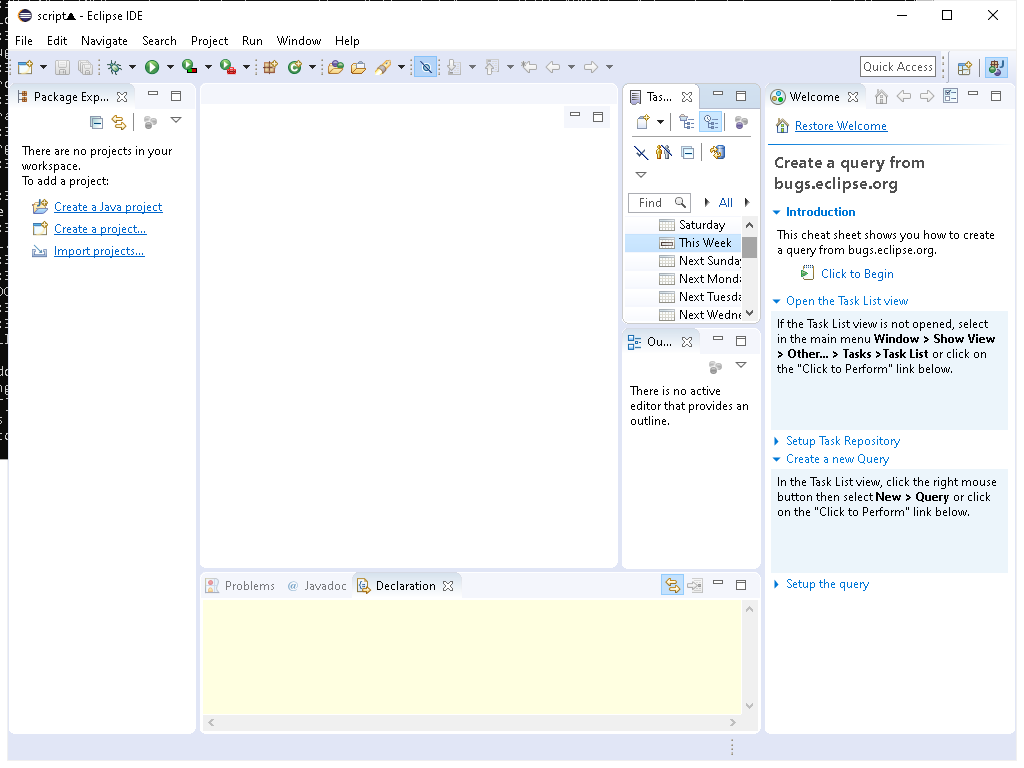 script▲ - Eclipse IDE
File Edit Navigate Search Project Run Window Help
Quick Access
Package Exp...
There are no projects in your
workspace.
To add a project:
Create a Java project
Create a project...
Import projects...
Tas...
Find
All
Saturday
This Week
Next Sunday
Next Monda
Next Tuesda
Next Wedne
Ou...
There is no active
editor that provides an
outline.
Welcome
Restore Welcome
Create a query from
bugs.eclipse.org
Introduction
This cheat sheet shows you how to create
a query from bugs.eclipse.org.
Click to Begin
Open the Task List view
If the Task List view is not opened, select
in the main menu Window > Show View
> Other... > Tasks >Task List or click on
the "Click to Perform" link below.
Setup Task Repository
Create a new Query
In the Task List view, click the right mouse
button then select New > Query or click
on the "Click to Perform" link below.
Setup the query
Problems @ Javadoc Declaration